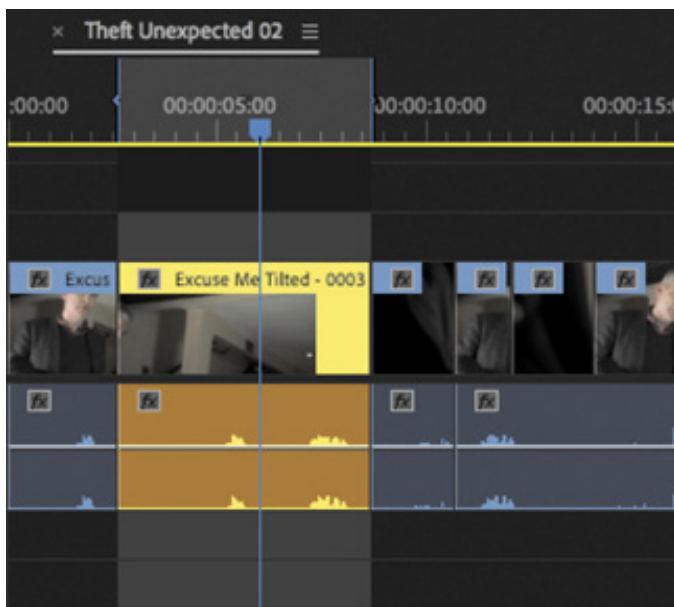 × Theft Unexpected 02 ≡
:00:00 00:00:05:00 00:00:10:00 00:00:15:0
fx Excus fx Excuse Me Tilted - 0003 fx fx fx fx
fx fx fx fx